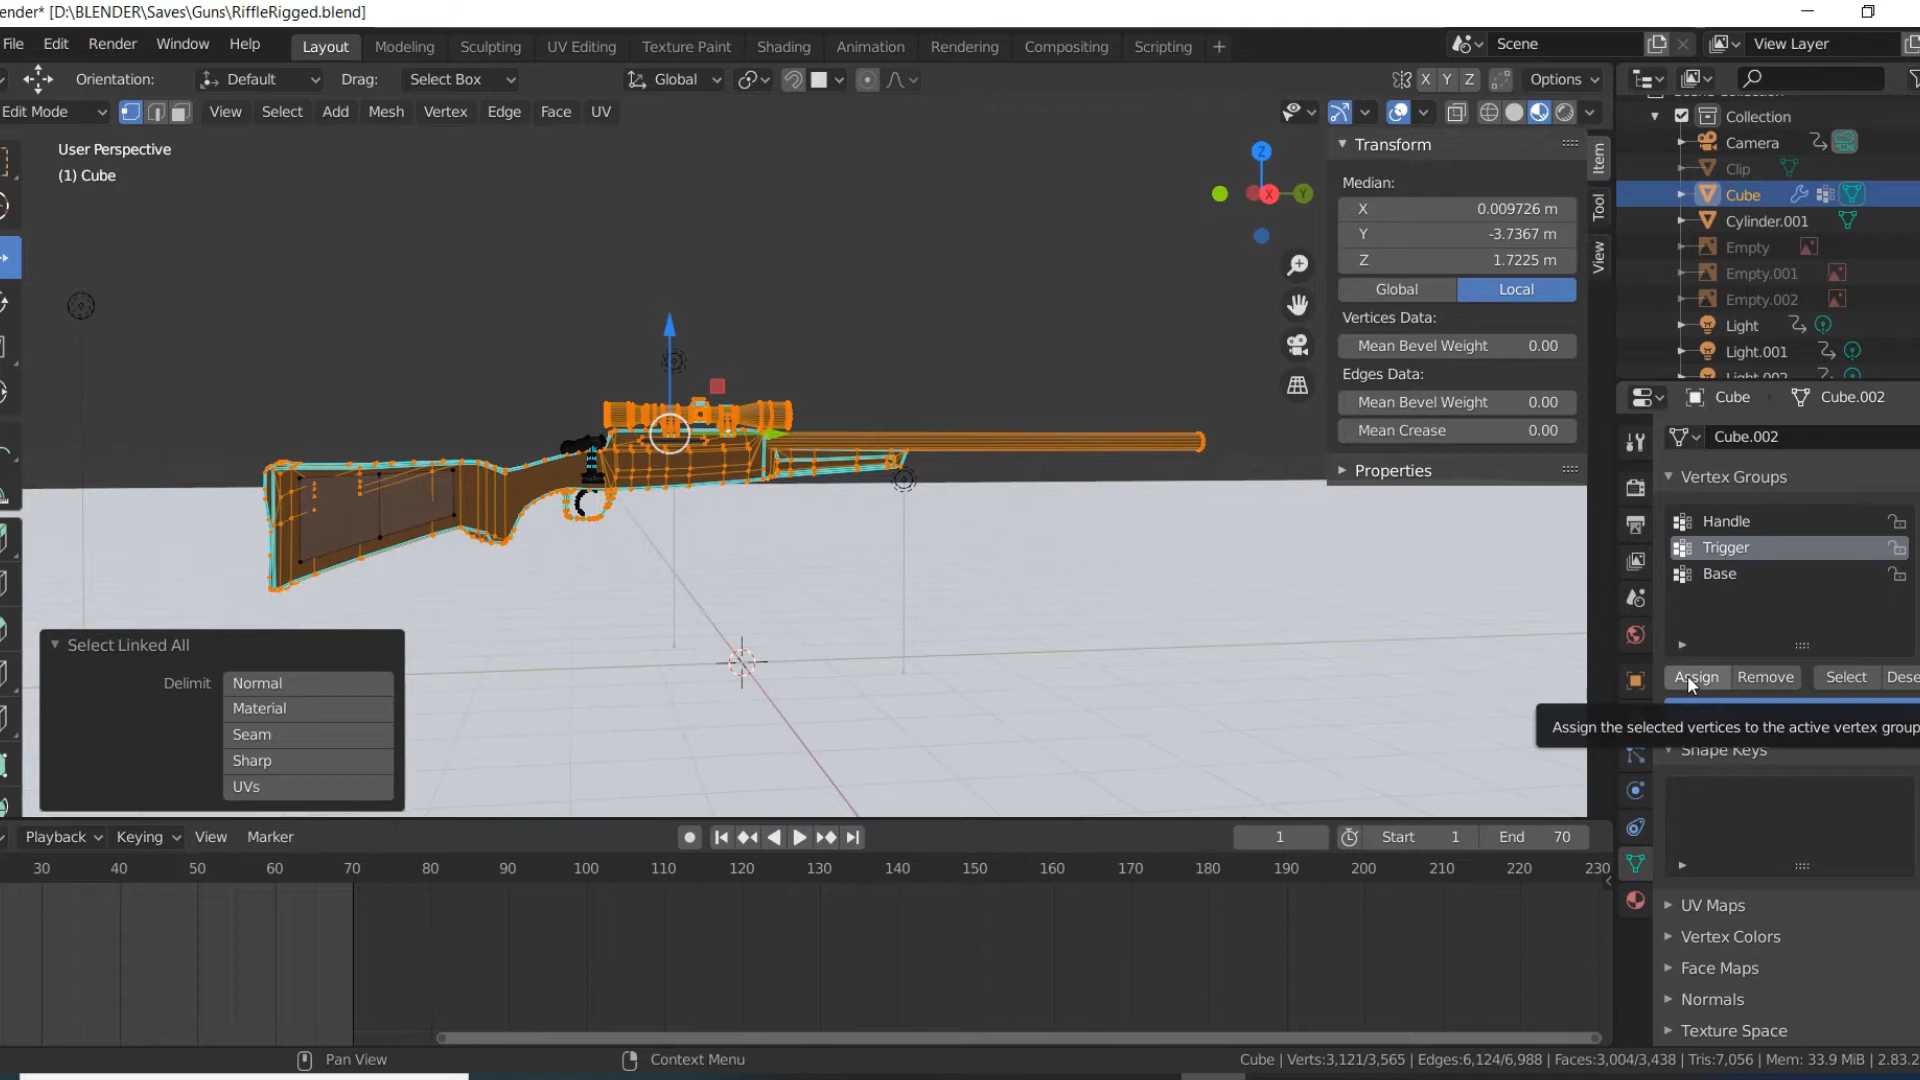 ender* [D:\BLENDER\Saves\Guns\RiffleRigged.blend]
File Edit Render Window Help Layout Modeling Sculpting UV Editing Texture Paint Shading Animation Rendering Compositing Scripting + Scene View Layer
Orientation: Default Drag: Select Box Global X Y Z Options
Edit Mode View Select Add Mesh Vertex Edge Face UV
User Perspective
(1) Cube
Z
X
Y
Transform
Median:
X 0.009726 m
Y -3.7367 m
Z 1.7225 m
Global Local
Vertices Data:
Mean Bevel Weight 0.00
Edges Data:
Mean Bevel Weight 0.00
Mean Crease 0.00
Properties
Item
Tool
View
Collection
Camera
Clip
Cube
Cylinder.001
Empty
Empty.001
Empty.002
Light
Light.001
Cube Cube.002
Cube.002
Vertex Groups
Handle
Trigger
Base
Assign Remove Select Dese
Assign the selected vertices to the active vertex group
Shape Keys
UV Maps
Vertex Colors
Face Maps
Normals
Texture Space
Select Linked All
Delimit Normal
Material
Seam
Sharp
UVs
Playback Keying View Marker 1 Start 1 End 70
30 40 50 60 70 80 90 100 110 120 130 140 150 160 170 180 190 200 210 220 230
Pan View Context Menu Cube | Verts:3,121/3,565 | Edges:6,124/6,988 | Faces:3,004/3,438 | Tris:7,056 | Mem: 33.9 MiB | 2.83.2